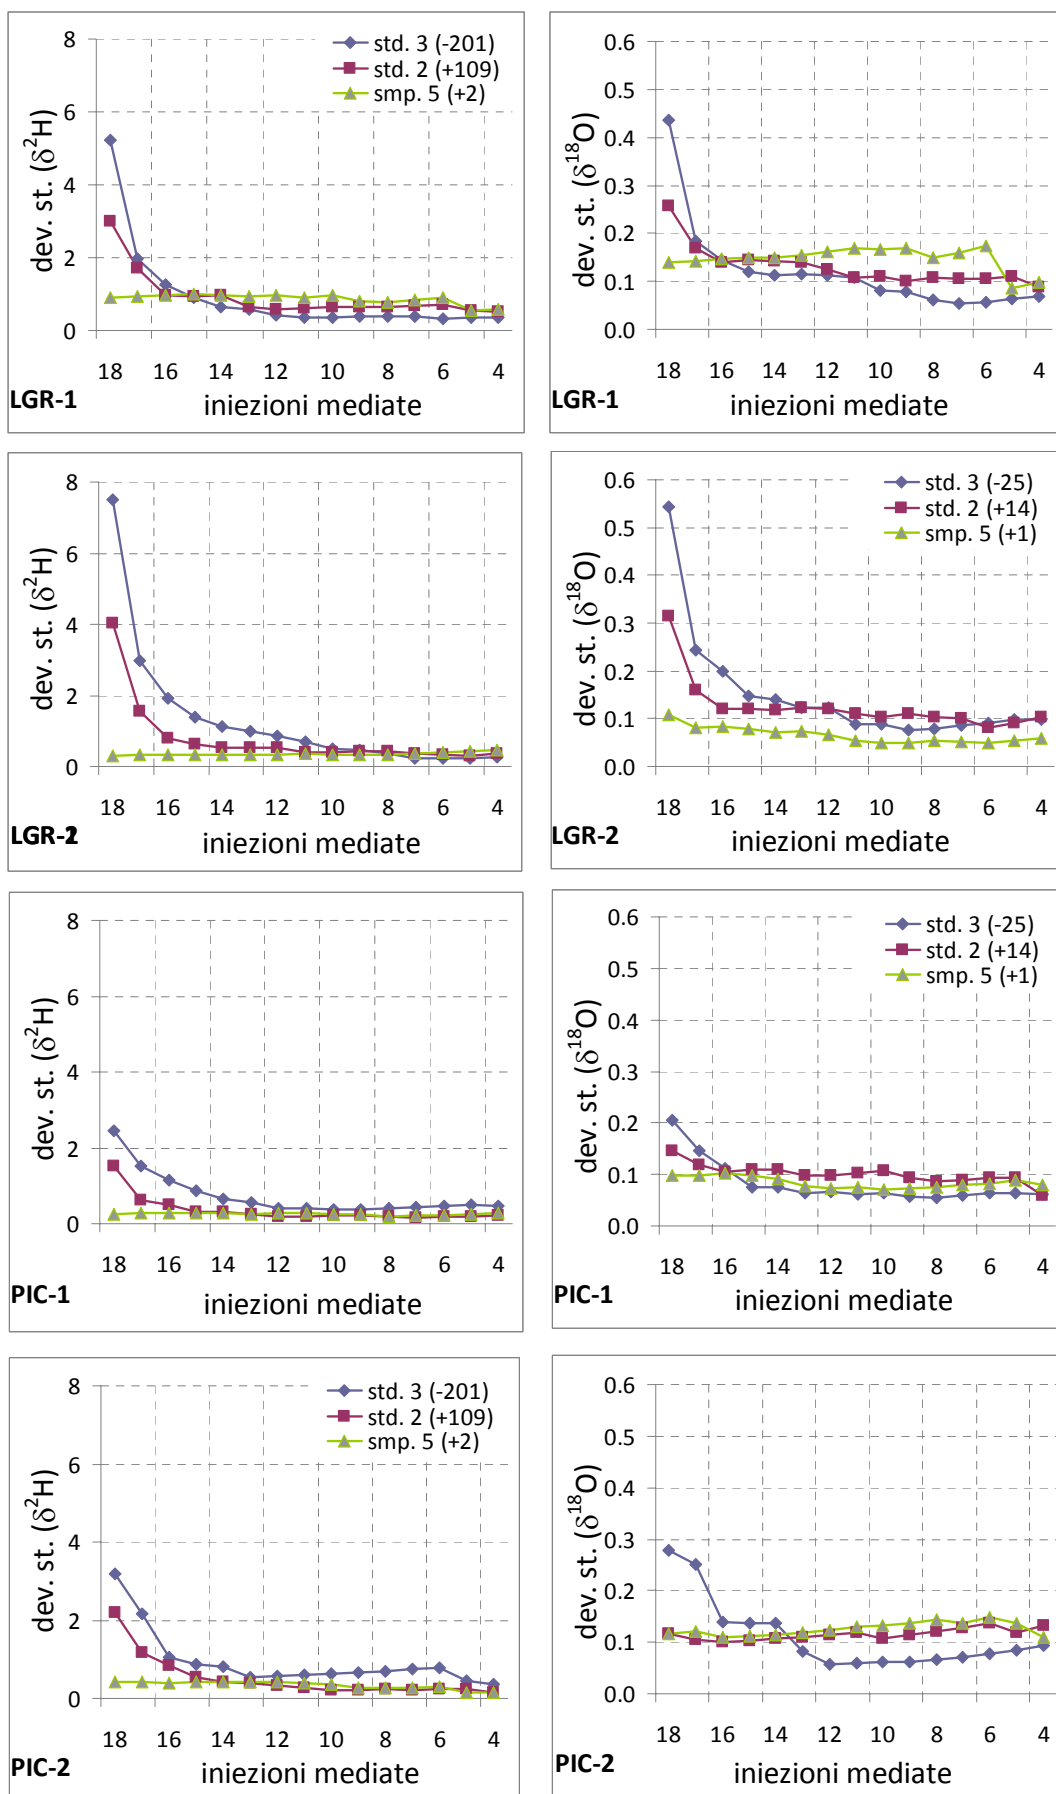 8
6
4
2
0
dev. st. (δ²H)
std. 3 (-201)
std. 2 (+109)
smp. 5 (+2)
18 16 14 12 10 8 6 4
LGR-1
iniezioni mediate
0.6
0.5
0.4
0.3
0.2
0.1
0.0
dev. st. (δ¹⁸O)
18 16 14 12 10 8 6 4
LGR-1
iniezioni mediate
8
6
4
2
0
dev. st. (δ²H)
18 16 14 12 10 8 6 4
LGR-2
iniezioni mediate
0.6
0.5
0.4
0.3
0.2
0.1
0.0
dev. st. (δ¹⁸O)
std. 3 (-25)
std. 2 (+14)
smp. 5 (+1)
18 16 14 12 10 8 6 4
LGR-2
iniezioni mediate
8
6
4
2
0
dev. st. (δ²H)
18 16 14 12 10 8 6 4
PIC-1
iniezioni mediate
0.6
0.5
0.4
0.3
0.2
0.1
0.0
dev. st. (δ¹⁸O)
std. 3 (-25)
std. 2 (+14)
smp. 5 (+1)
18 16 14 12 10 8 6 4
PIC-1
iniezioni mediate
8
6
4
2
0
dev. st. (δ²H)
std. 3 (-201)
std. 2 (+109)
smp. 5 (+2)
18 16 14 12 10 8 6 4
PIC-2
iniezioni mediate
0.6
0.5
0.4
0.3
0.2
0.1
0.0
dev. st. (δ¹⁸O)
18 16 14 12 10 8 6 4
PIC-2
iniezioni mediate